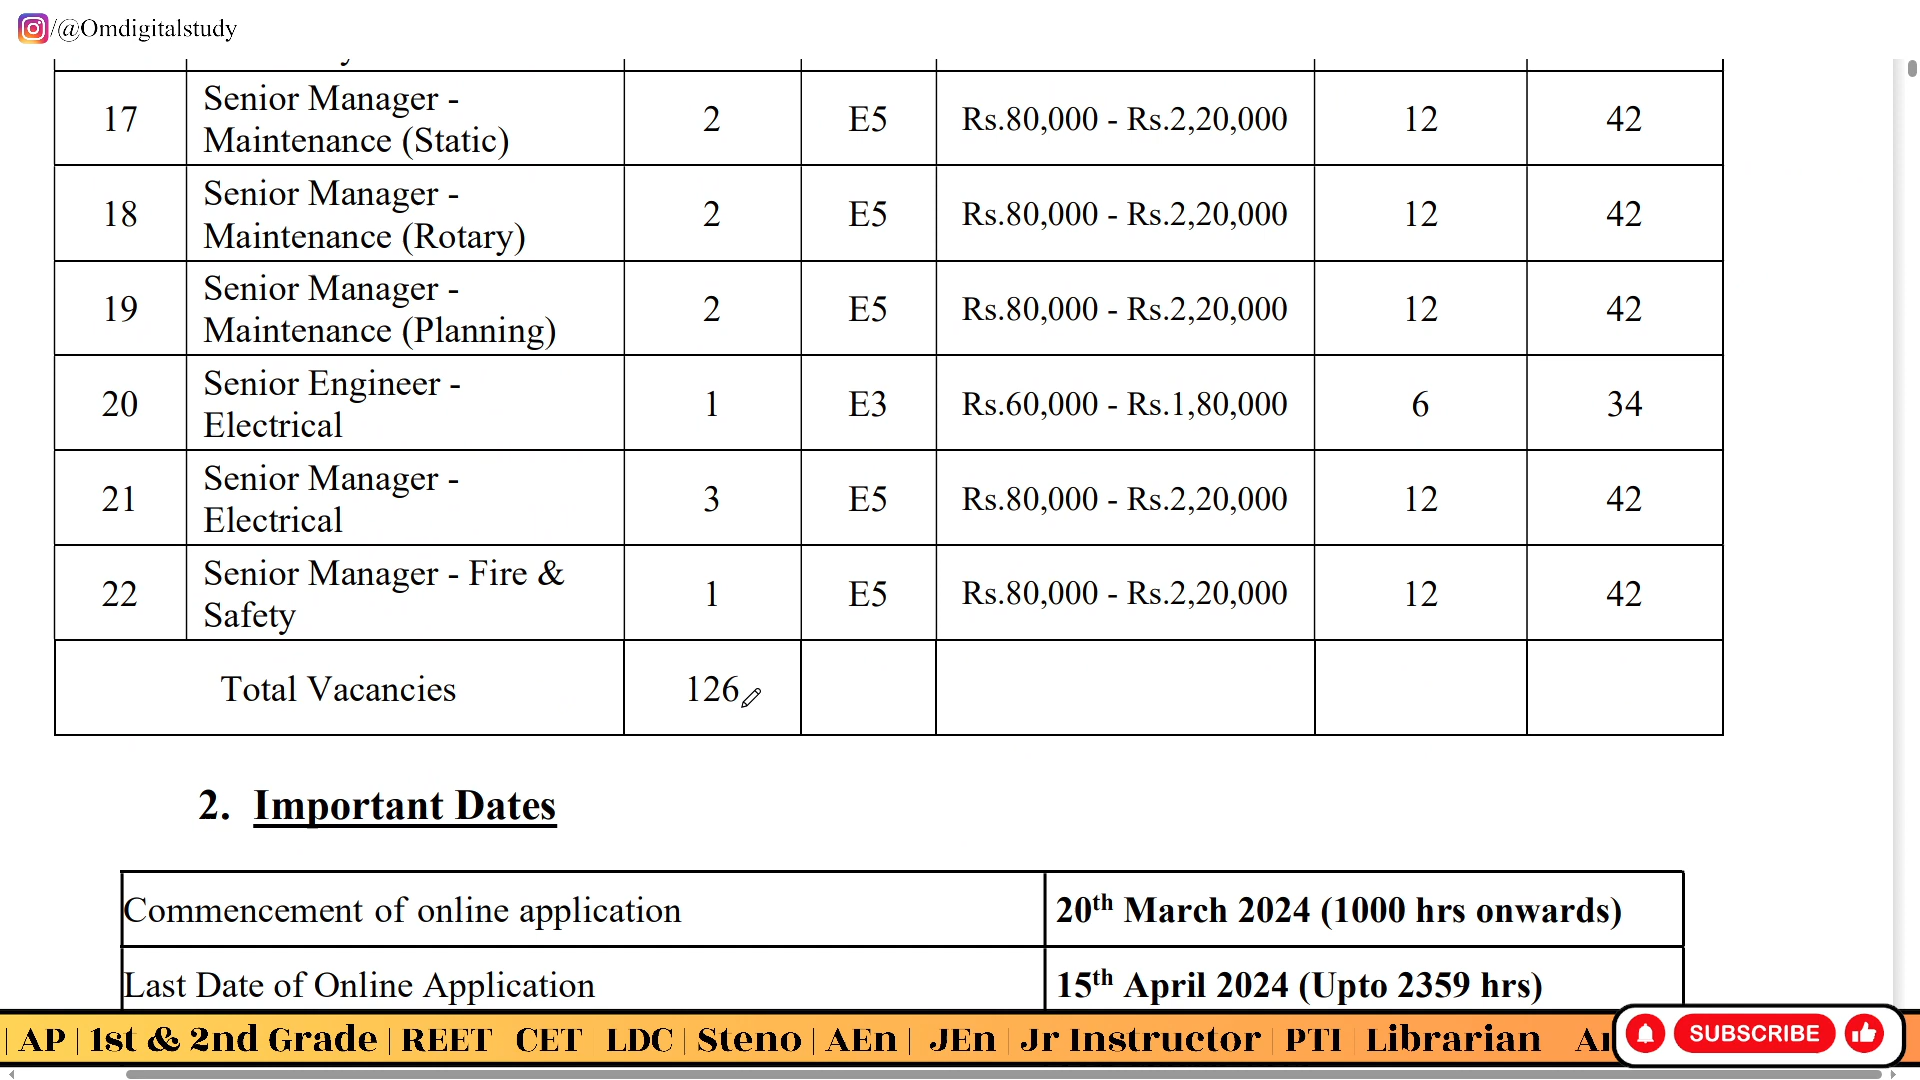 /@Omdigitalstudy
17 Senior Manager - Maintenance (Static) 2 E5 Rs.80,000 - Rs.2,20,000 12 42
18 Senior Manager - Maintenance (Rotary) 2 E5 Rs.80,000 - Rs.2,20,000 12 42
19 Senior Manager - Maintenance (Planning) 2 E5 Rs.80,000 - Rs.2,20,000 12 42
20 Senior Engineer - Electrical 1 E3 Rs.60,000 - Rs.1,80,000 6 34
21 Senior Manager - Electrical 3 E5 Rs.80,000 - Rs.2,20,000 12 42
22 Senior Manager - Fire & Safety 1 E5 Rs.80,000 - Rs.2,20,000 12 42
Total Vacancies 126
2. Important Dates
Commencement of online application 20th March 2024 (1000 hrs onwards)
Last Date of Online Application 15th April 2024 (Upto 2359 hrs)
| AP | 1st & 2nd Grade | REET CET LDC | Steno | AEn | JEn | Jr Instructor | PTI Librarian
SUBSCRIBE